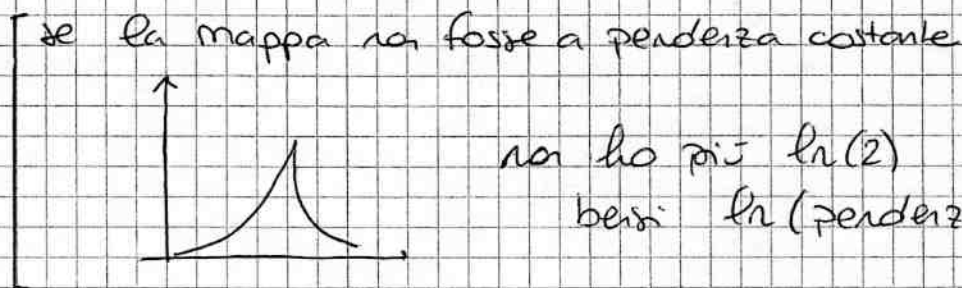 se la mappa non fosse a pendenza costante
non ho più ln(2)
bensì ln(pendenz